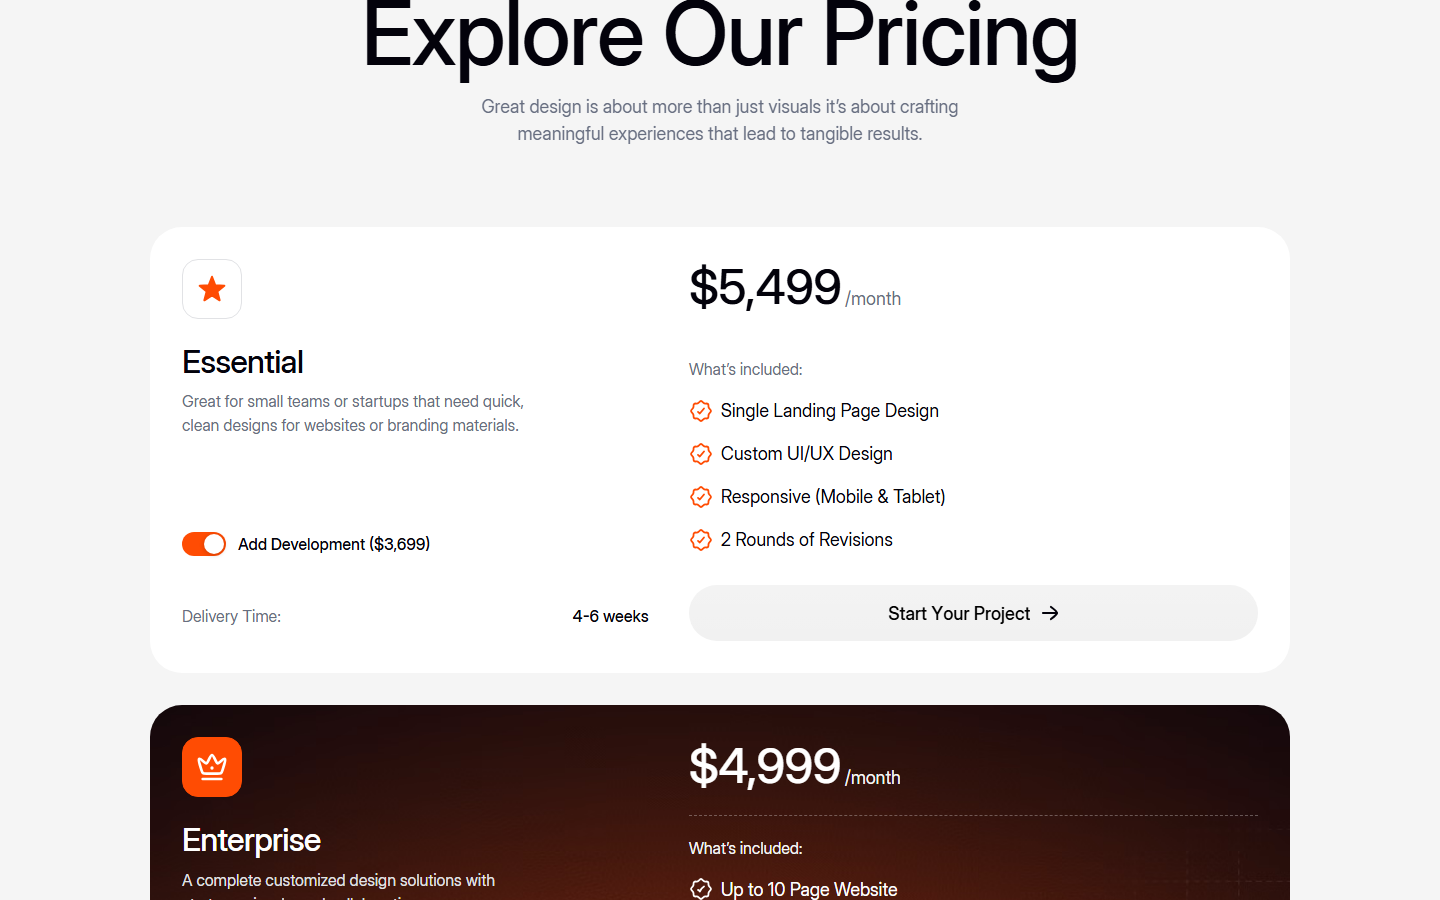 Explore Our Pricing
Great design is about more than just visuals it’s about crafting
meaningful experiences that lead to tangible results.
Essential
Great for small teams or startups that need quick,
clean designs for websites or branding materials.
Add Development ($3,699)
Delivery Time:
4-6 weeks
$5,499 /month
What’s included:
Single Landing Page Design
Custom UI/UX Design
Responsive (Mobile & Tablet)
2 Rounds of Revisions
Start Your Project
Enterprise
A complete customized design solutions with
$4,999 /month
What’s included:
Up to 10 Page Website